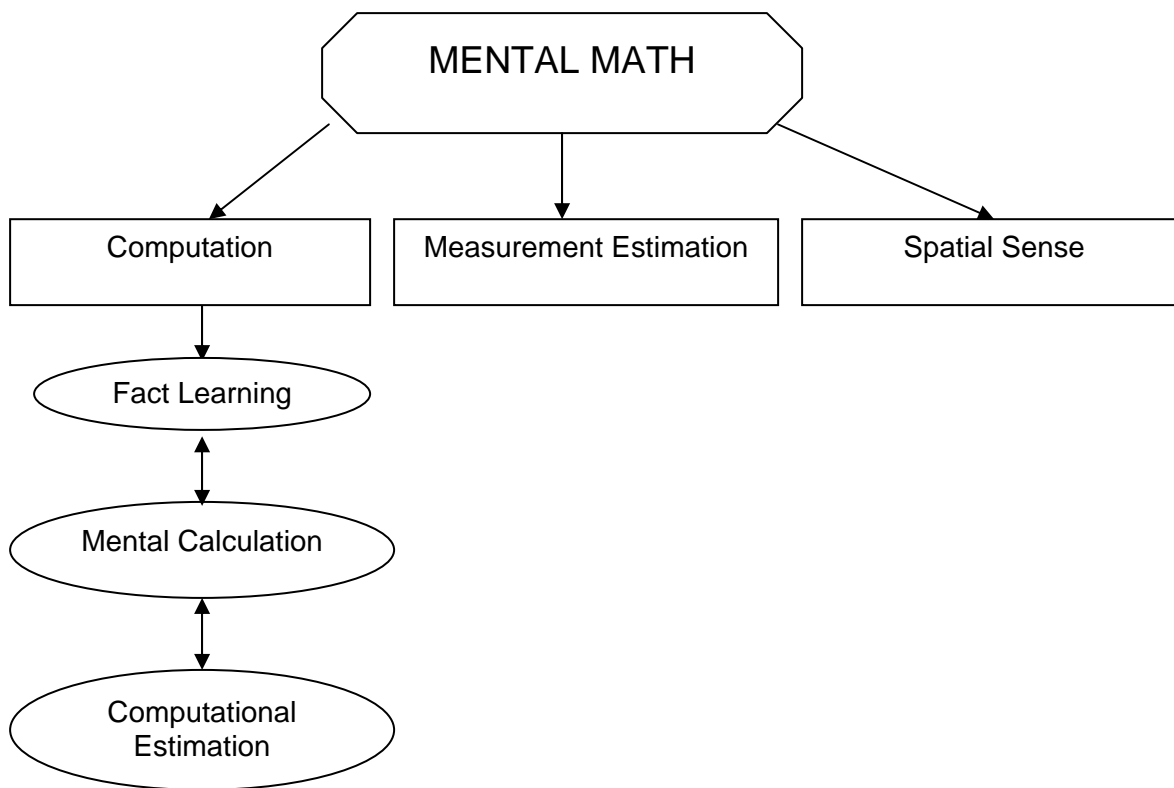 MENTAL MATH
Computation
Measurement Estimation
Spatial Sense
Fact Learning
Mental Calculation
Computational
Estimation